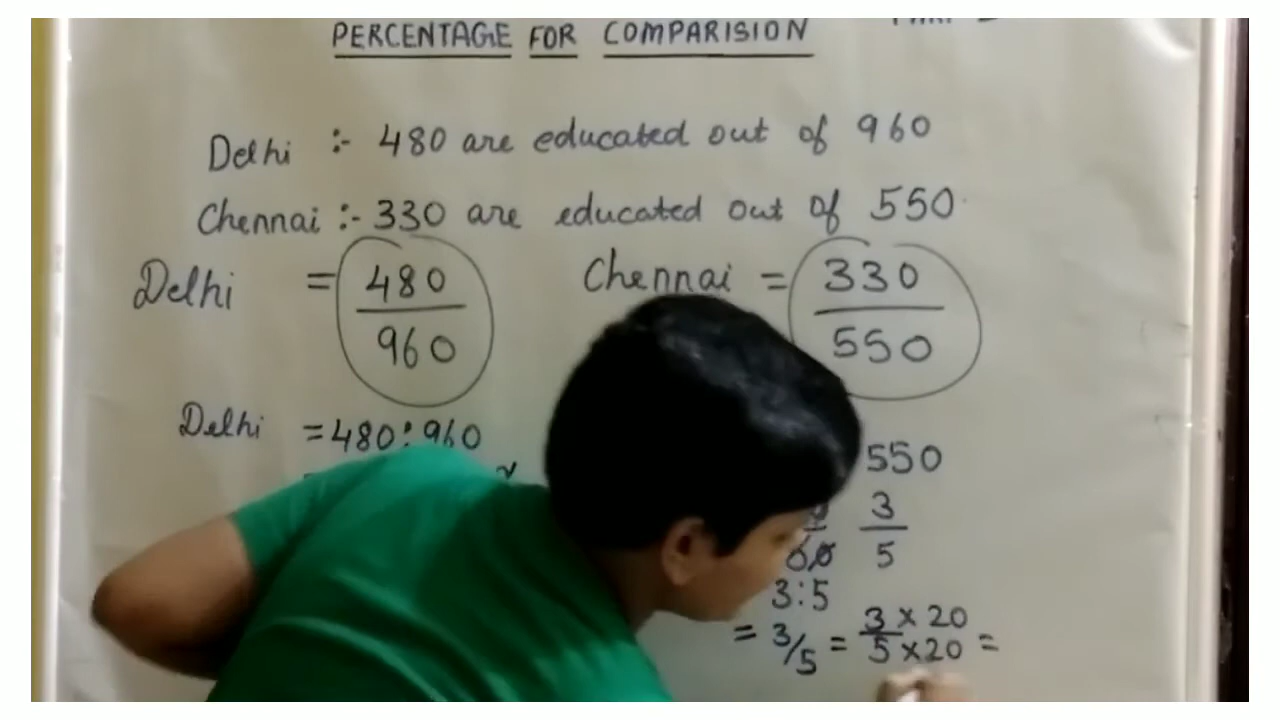 PERCENTAGE FOR COMPARISION
Delhi :- 480 are educated out of 960
Chennai :- 330 are educated out of 550
Delhi = 480/960 Chennai = 330/550
Delhi = 480:960 550
3/5
3:5
= 3/5 = 3 x 20 / 5 x 20 =